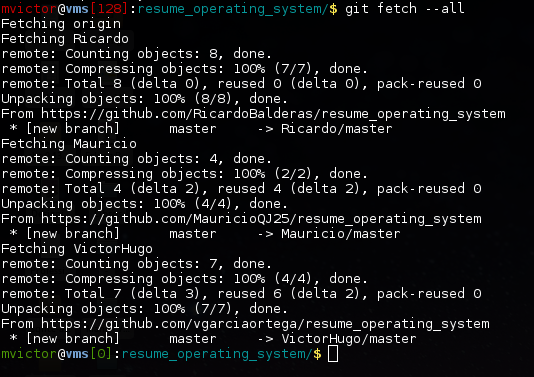 mvictor@vms[128]:resume_operating_system/$ git fetch --all
Fetching origin
Fetching Ricardo
remote: Counting objects: 8, done.
remote: Compressing objects: 100% (7/7), done.
remote: Total 8 (delta 0), reused 0 (delta 0), pack-reused 0
Unpacking objects: 100% (8/8), done.
From https://github.com/RicardoBalderas/resume_operating_system
 * [new branch]      master     -> Ricardo/master
Fetching Mauricio
remote: Counting objects: 4, done.
remote: Compressing objects: 100% (2/2), done.
remote: Total 4 (delta 2), reused 4 (delta 2), pack-reused 0
Unpacking objects: 100% (4/4), done.
From https://github.com/MauricioQJ25/resume_operating_system
 * [new branch]      master     -> Mauricio/master
Fetching VictorHugo
remote: Counting objects: 7, done.
remote: Compressing objects: 100% (4/4), done.
remote: Total 7 (delta 3), reused 6 (delta 2), pack-reused 0
Unpacking objects: 100% (7/7), done.
From https://github.com/vgarciaortega/resume_operating_system
 * [new branch]      master     -> VictorHugo/master
mvictor@vms[0]:resume_operating_system/$